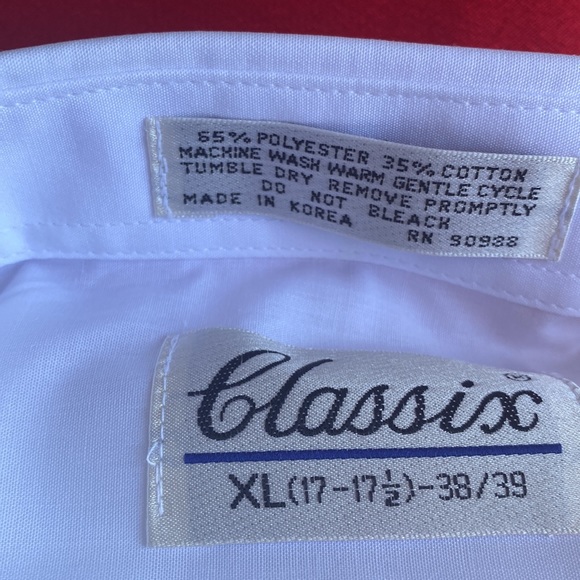 65% POLYESTER 35% COTTON
MACHINE WASH WARM GENTLE CYCLE
TUMBLE DRY REMOVE PROMPTLY
DO NOT BLEACH
MADE IN KOREA RN 90988
Classix®
XL(17-17½)-38/39